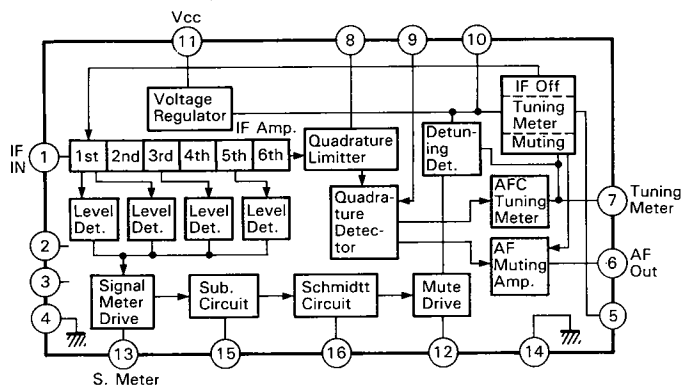 Vcc
11
8
9
10
Voltage
Regulator
IF Amp.
IF Off
Tuning
Meter
Muting
IF
IN
1
1st 2nd 3rd 4th 5th 6th
Quadrature
Limitter
Detun-
ing
Det.
Level
Det.
Level
Det.
Level
Det.
Level
Det.
Quadra-
ture
Detec-
tor
AFC
Tuning
Meter
7
Tuning
Meter
2
AF
Muting
Amp.
6
AF
Out
3
Signal
Meter
Drive
Sub.
Circuit
Schmidtt
Circuit
Mute
Drive
4
5
13
15
16
12
14
S. Meter